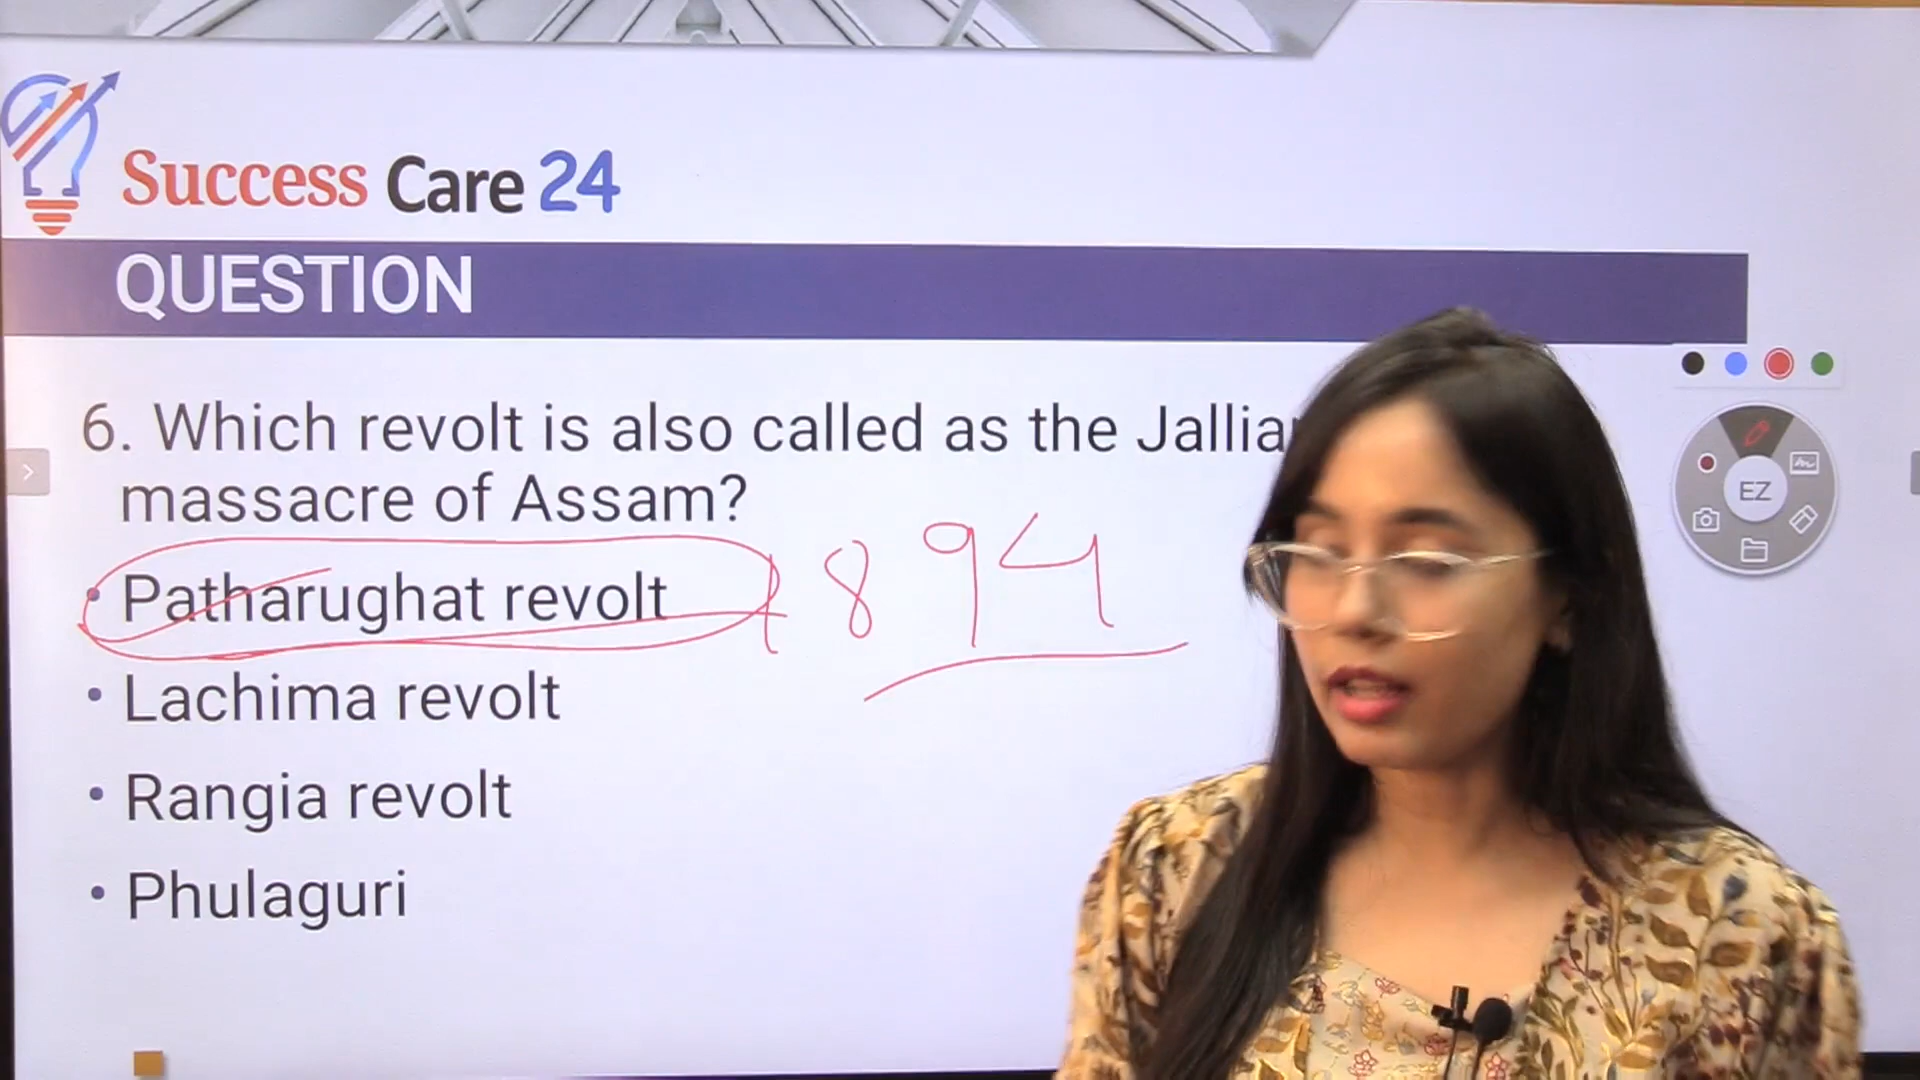 Success Care 24
QUESTION
6. Which revolt is also called as the Jallia
massacre of Assam?
• Patharughat revolt 1894
• Lachima revolt
• Rangia revolt
• Phulaguri
EZ